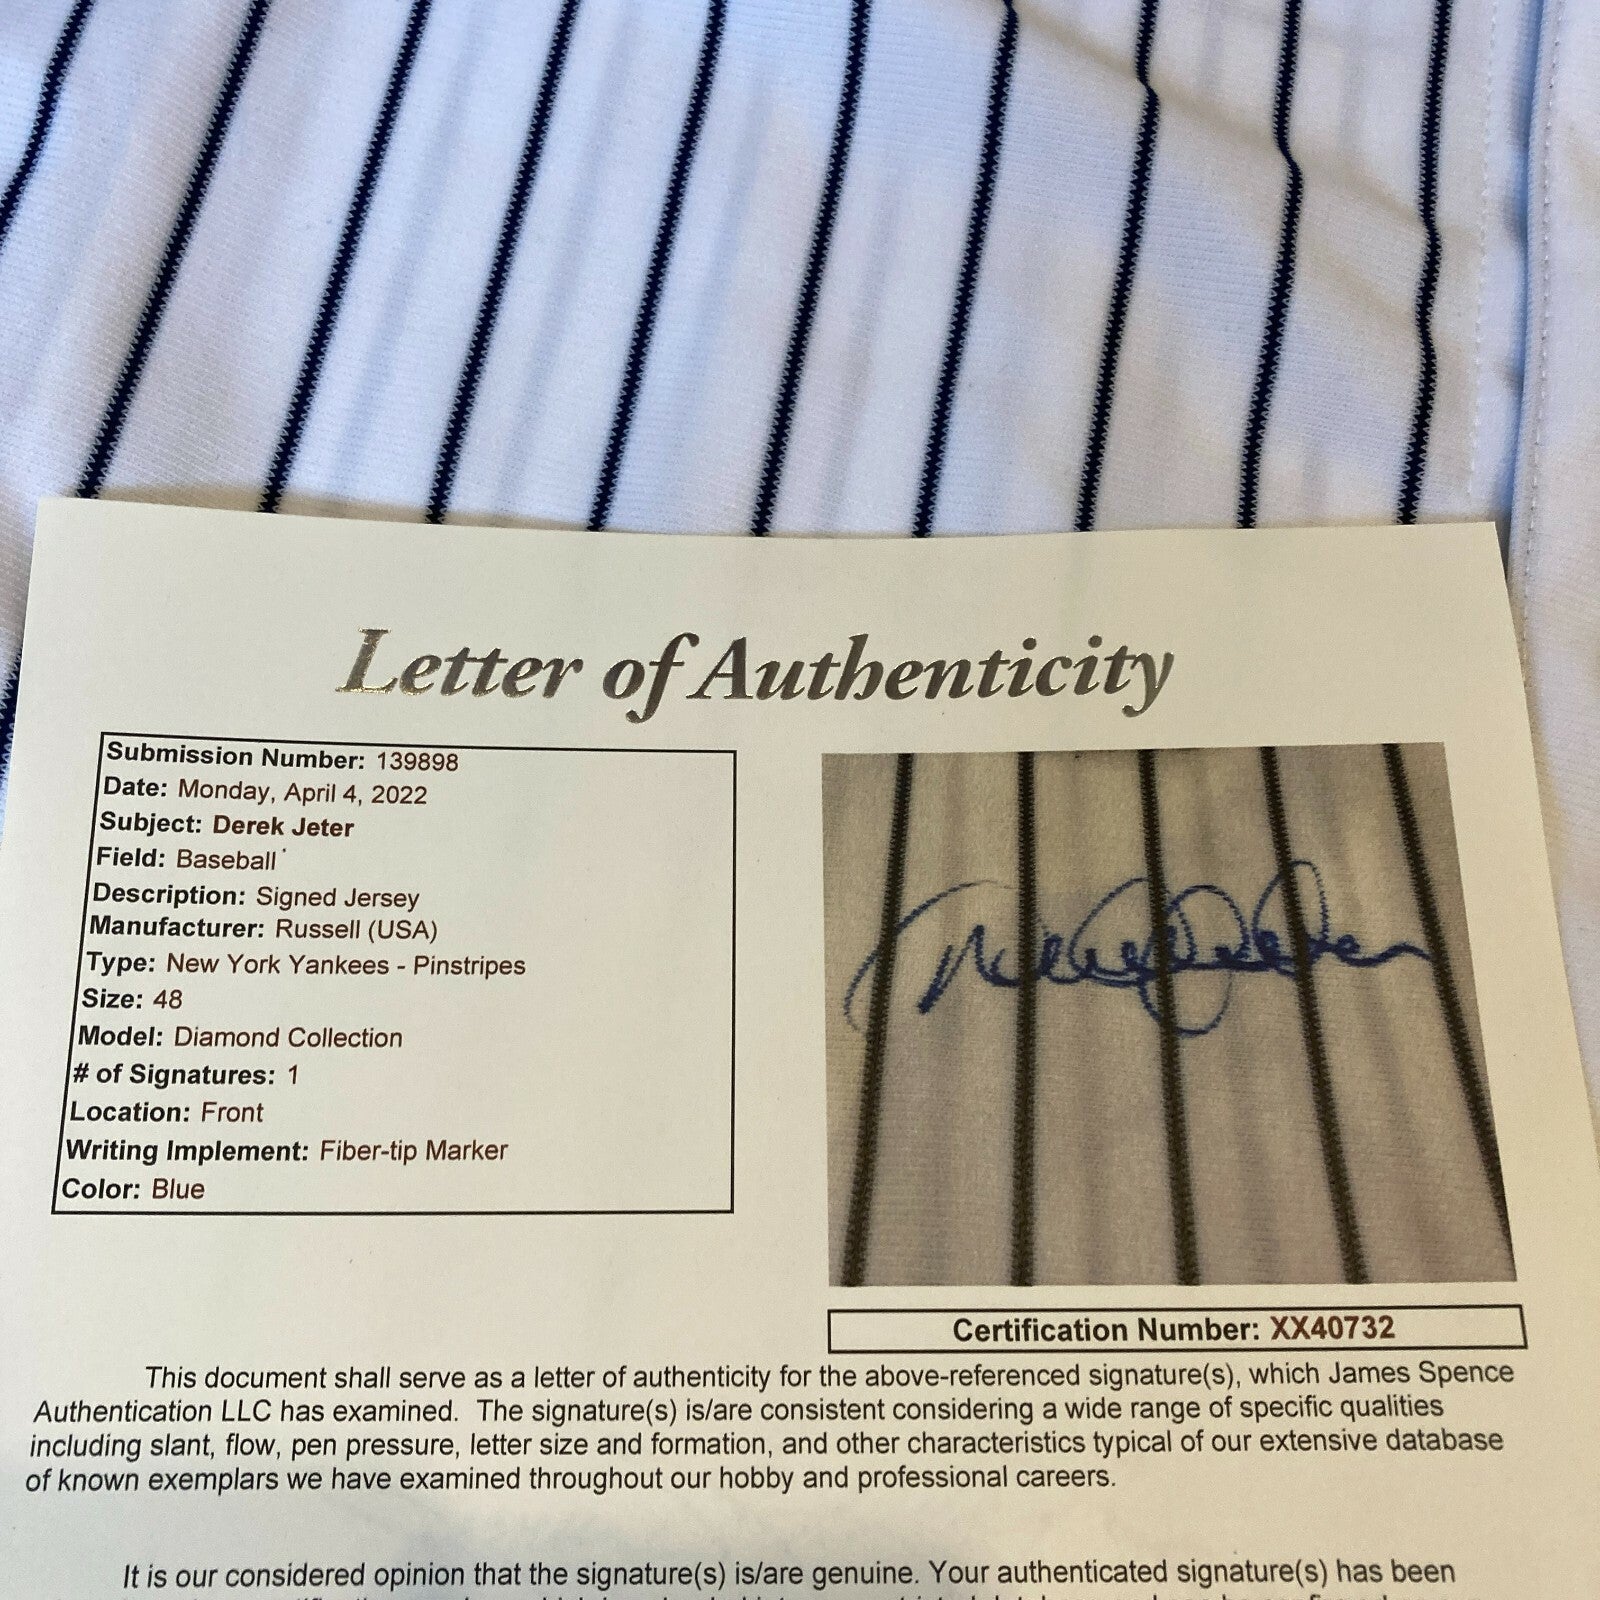 Letter of Authenticity
Submission Number: 139898
Date: Monday, April 4, 2022
Subject: Derek Jeter
Field: Baseball
Description: Signed Jersey
Manufacturer: Russell (USA)
Type: New York Yankees - Pinstripes
Size: 48
Model: Diamond Collection
# of Signatures: 1
Location: Front
Writing Implement: Fiber-tip Marker
Color: Blue
Certification Number: XX40732
This document shall serve as a letter of authenticity for the above-referenced signature(s), which James Spence
Authentication LLC has examined. The signature(s) is/are consistent considering a wide range of specific qualities
including slant, flow, pen pressure, letter size and formation, and other characteristics typical of our extensive database
of known exemplars we have examined throughout our hobby and professional careers.
It is our considered opinion that the signature(s) is/are genuine. Your authenticated signature(s) has been